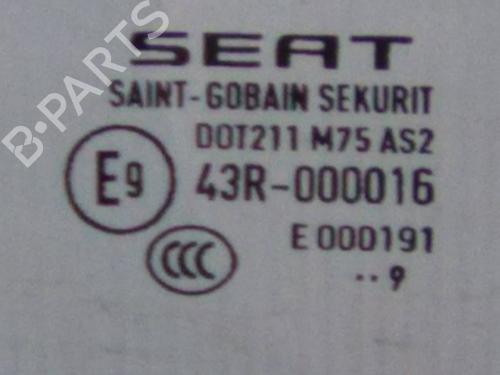 SEAT
SAINT-GOBAIN SEKURIT
DOT211 M75 AS2
E9 43R-000016
E 000191
CCC
··9
B-PARTS